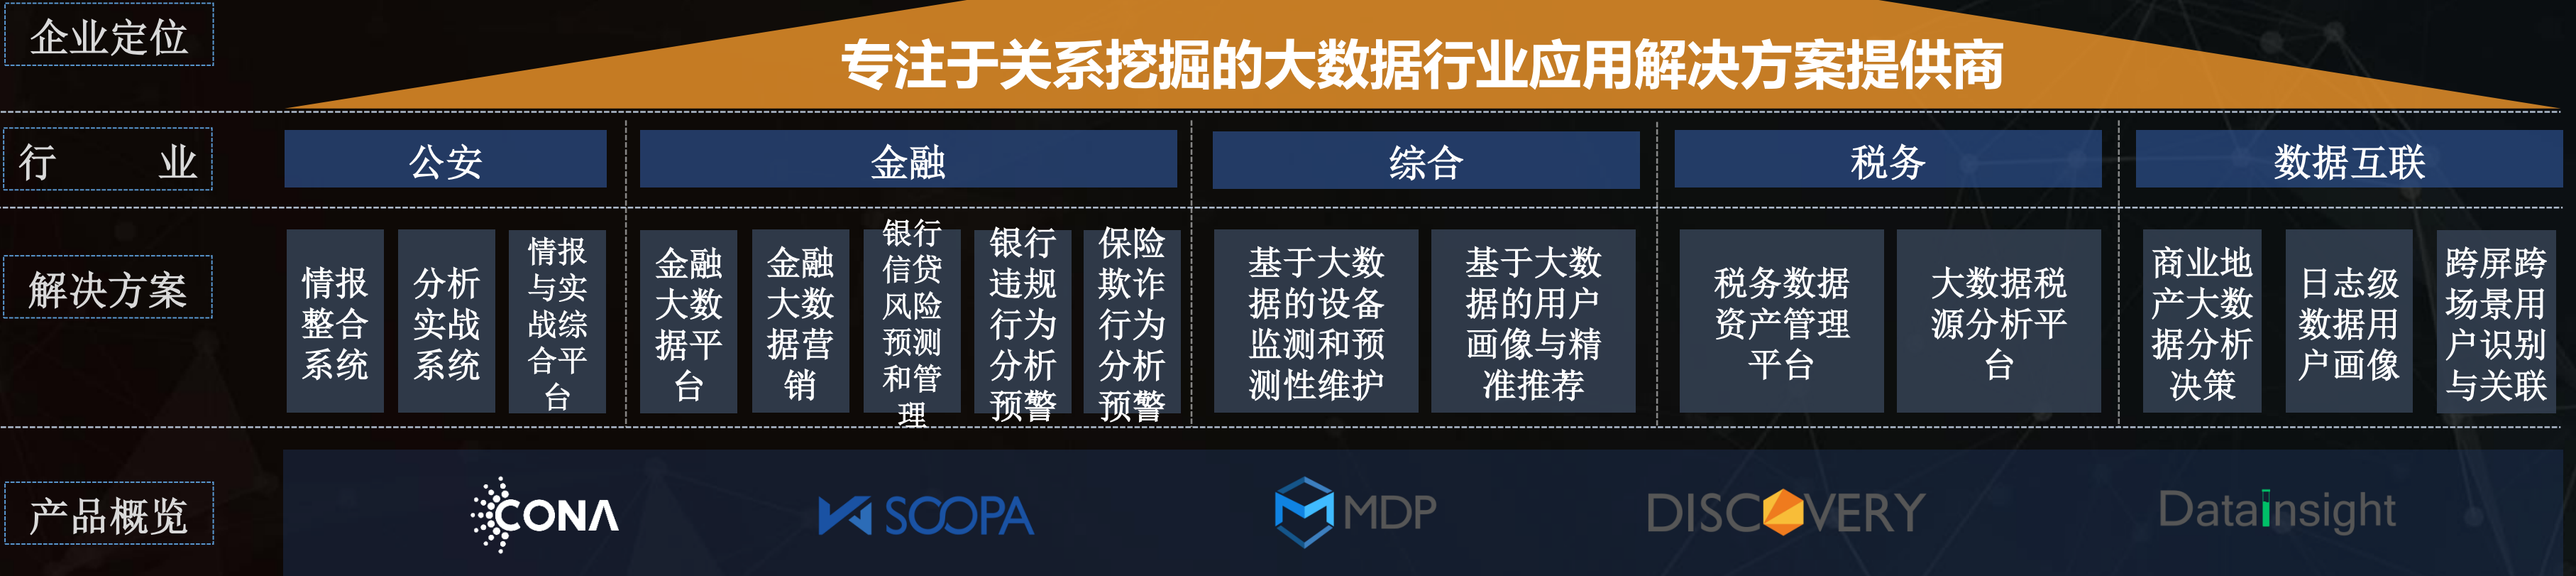 企业定位
专注于关系挖掘的大数据行业应用解决方案提供商
行 业
公安
金融
综合
税务
数据互联
解决方案
情报
整合
系统
分析
实战
系统
情报
与实
战综
合平
台
金融
大数
据平
台
金融
大数
据营
销
银行
信贷
风险
预测
和管
理
银行
违规
行为
分析
预警
保险
欺诈
行为
分析
预警
基于大数
据的设备
监测和预
测性维护
基于大数
据的用户
画像与精
准推荐
税务数据
资产管理
平台
大数据税
源分析平
台
商业地
产大数
据分析
决策
日志级
数据用
户画像
跨屏跨
场景用
户识别
与关联
产品概览
CONA
SCOPA
MDP
DISCOVERY
Datainsight